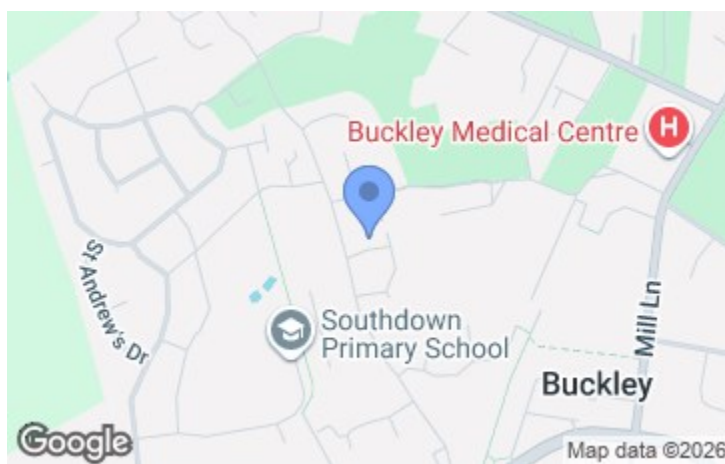 Buckley Medical Centre
H
St Andrew's Dr
Southdown
Primary School
Mill Ln
Buckley
Google
Map data ©2026